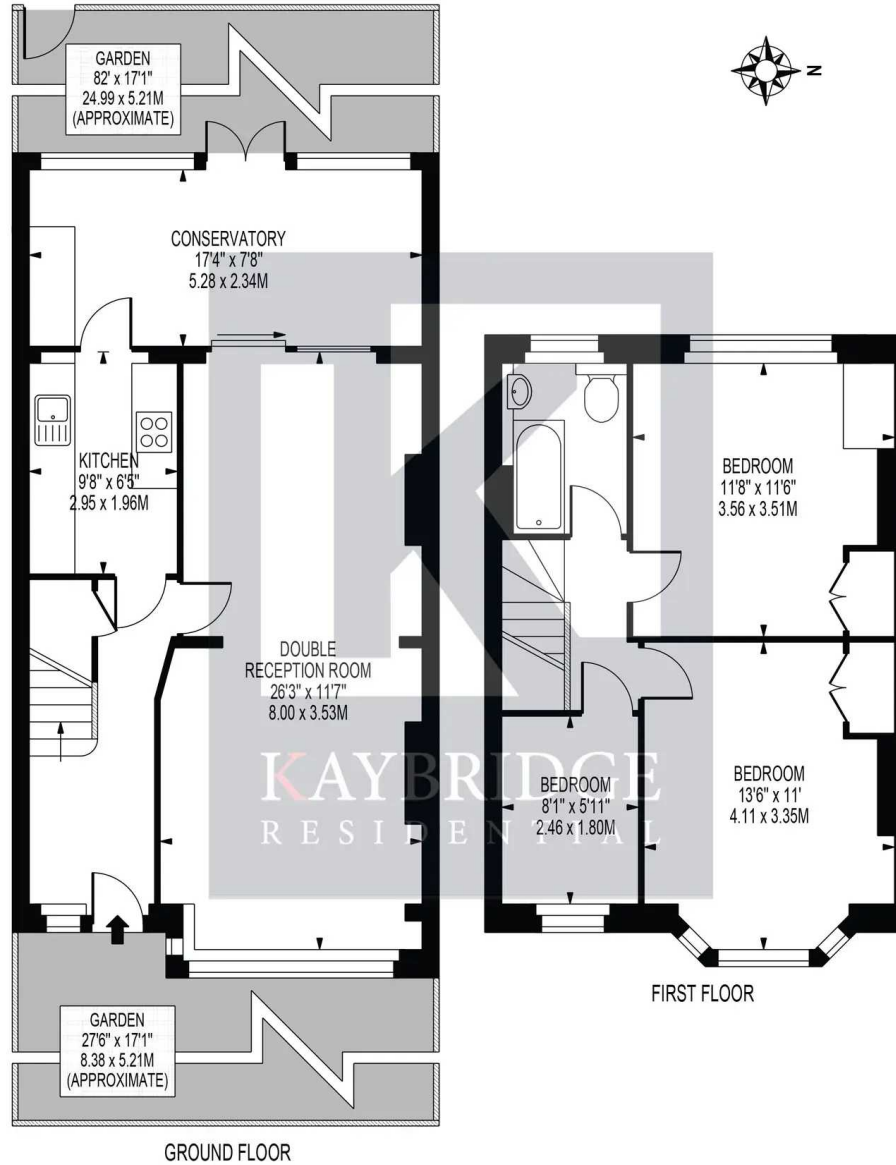 GARDEN
82' x 17'1"
24.99 x 5.21M
(APPROXIMATE)
N
CONSERVATORY
17'4" x 7'8"
5.28 x 2.34M
KITCHEN
9'8" x 6'5"
2.95 x 1.96M
DOUBLE
RECEPTION ROOM
26'3" x 11'7"
8.00 x 3.53M
GARDEN
27'6" x 17'1"
8.38 x 5.21M
(APPROXIMATE)
GROUND FLOOR
BEDROOM
11'8" x 11'6"
3.56 x 3.51M
BEDROOM
8'1" x 5'11"
2.46 x 1.80M
BEDROOM
13'6" x 11'
4.11 x 3.35M
FIRST FLOOR
KAYBRIDGE
RESIDENTIAL